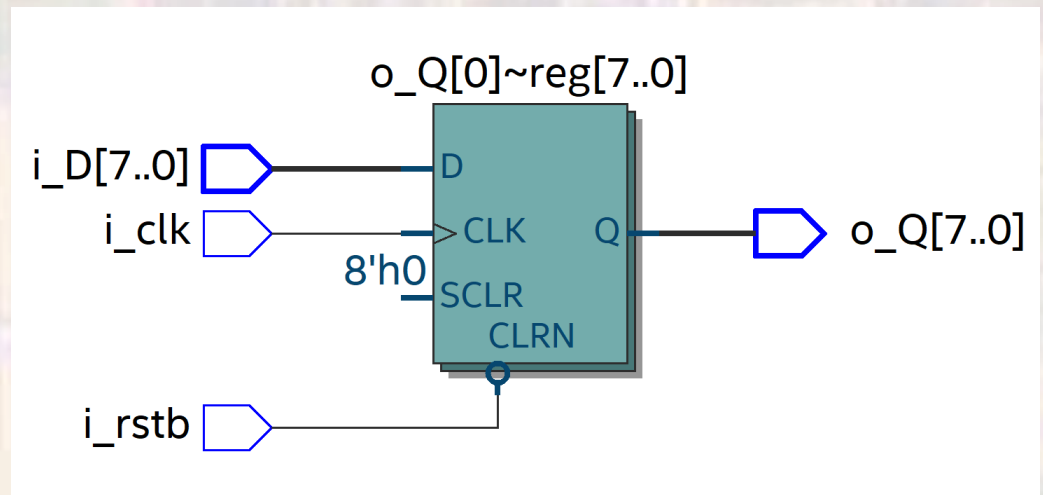 o_Q[0]~reg[7..0]
i_D[7..0]
D
i_clk
CLK
Q
o_Q[7..0]
8'h0
SCLR
CLRN
i_rstb